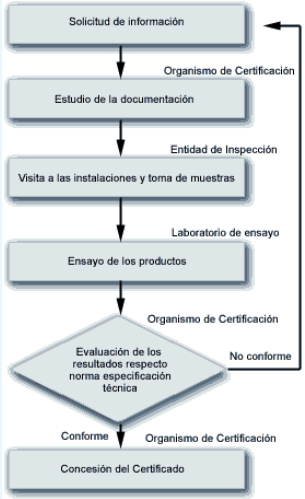 Solicitud de información
Organismo de Certificación
Estudio de la documentación
Entidad de Inspección
Visita a las instalaciones y toma de muestras
Laboratorio de ensayo
Ensayo de los productos
Organismo de Certificación
Evaluación de los
resultados respecto
norma especificación
técnica
No conforme
Conforme
Organismo de Certificación
Concesión del Certificado